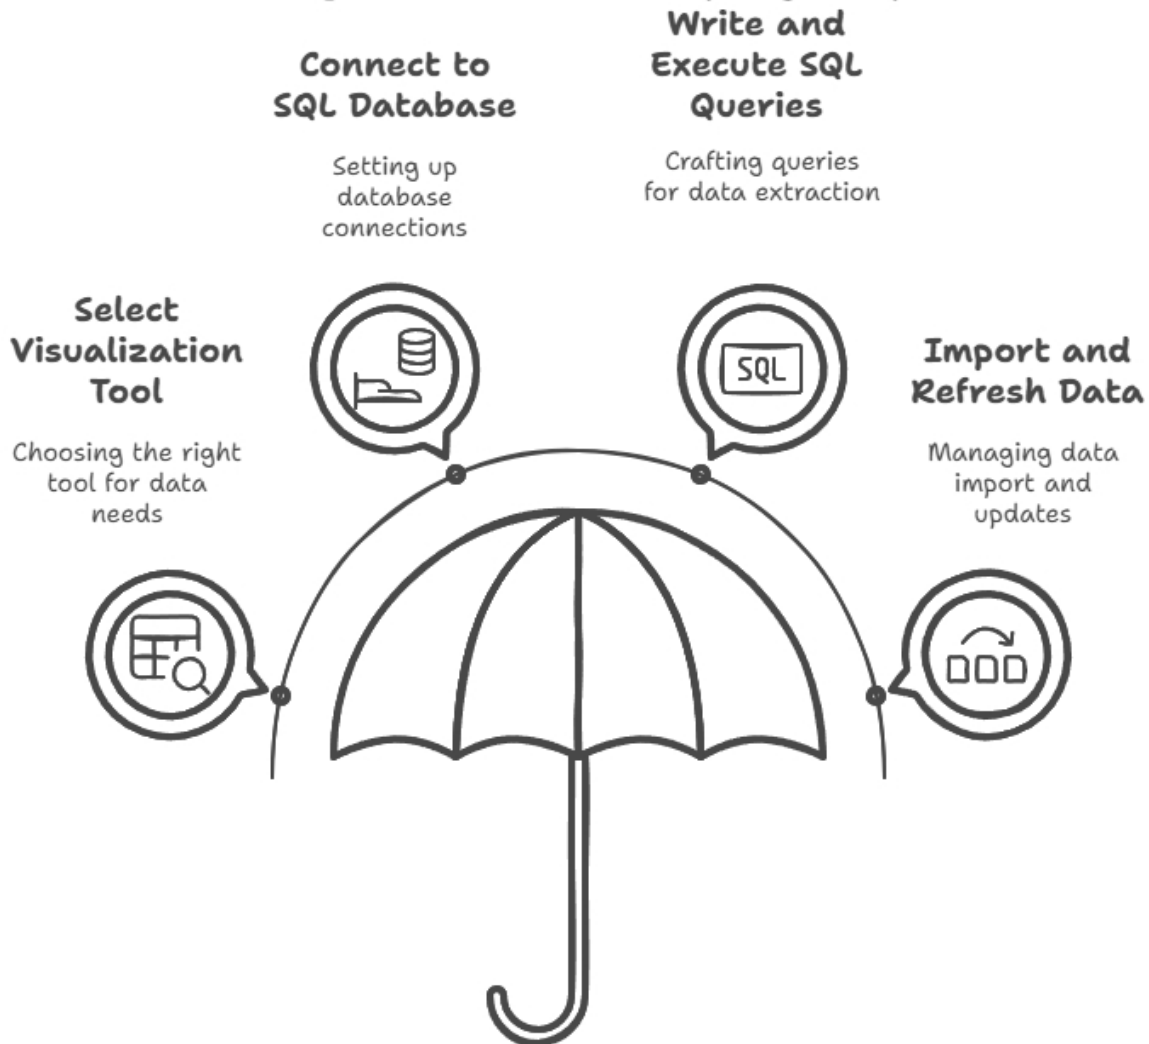 Connect to
SQL Database
Setting up
database
connections
Write and
Execute SQL
Queries
Crafting queries
for data extraction
Select
Visualization
Tool
Choosing the right
tool for data
needs
Import and
Refresh Data
Managing data
import and
updates
SQL